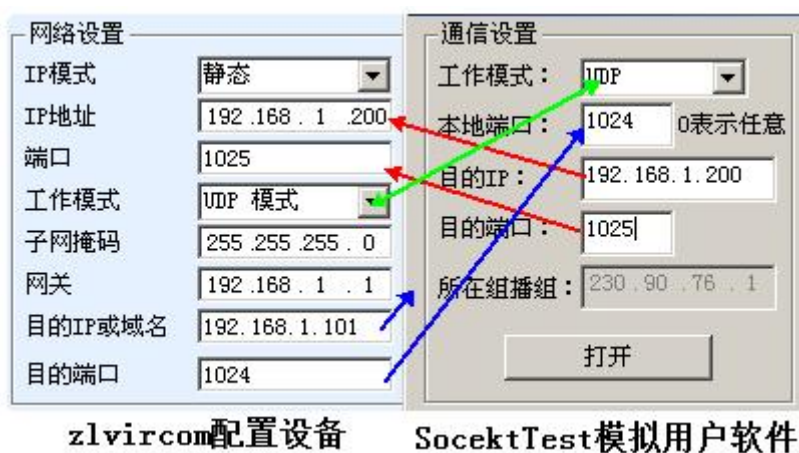 网络设置
IP模式 静态
IP地址 192 .168 . 1 .200
端口 1025
工作模式 UDP 模式
子网掩码 255 .255 .255 . 0
网关 192 .168 . 1 . 1
目的IP或域名 192.168.1.101
目的端口 1024
zlvircom配置设备
通信设置
工作模式： UDP
本地端口： 1024 0表示任意
目的IP： 192.168.1.200
目的端口： 1025
所在组播组： 230 .90 .76 . 1
打开
SocektTest模拟用户软件